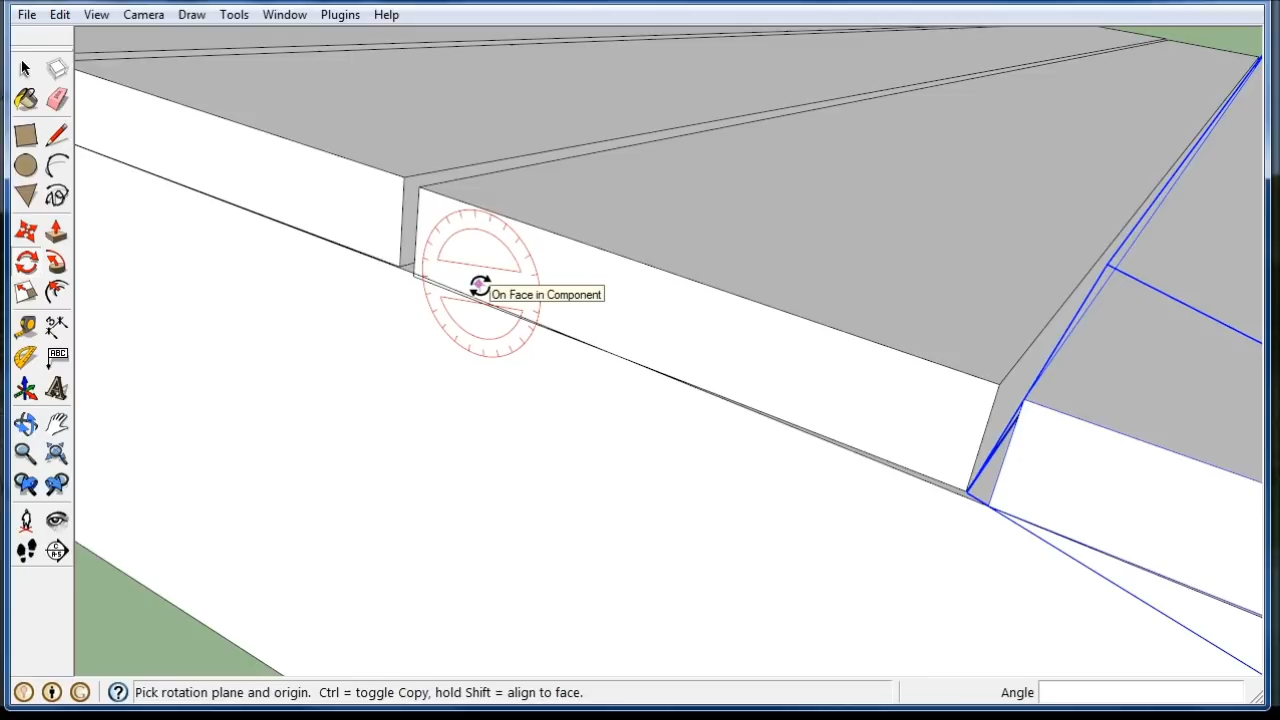 File Edit View Camera Draw Tools Window Plugins Help
ABC
On Face in Component
Pick rotation plane and origin. Ctrl = toggle Copy, hold Shift = align to face.
Angle